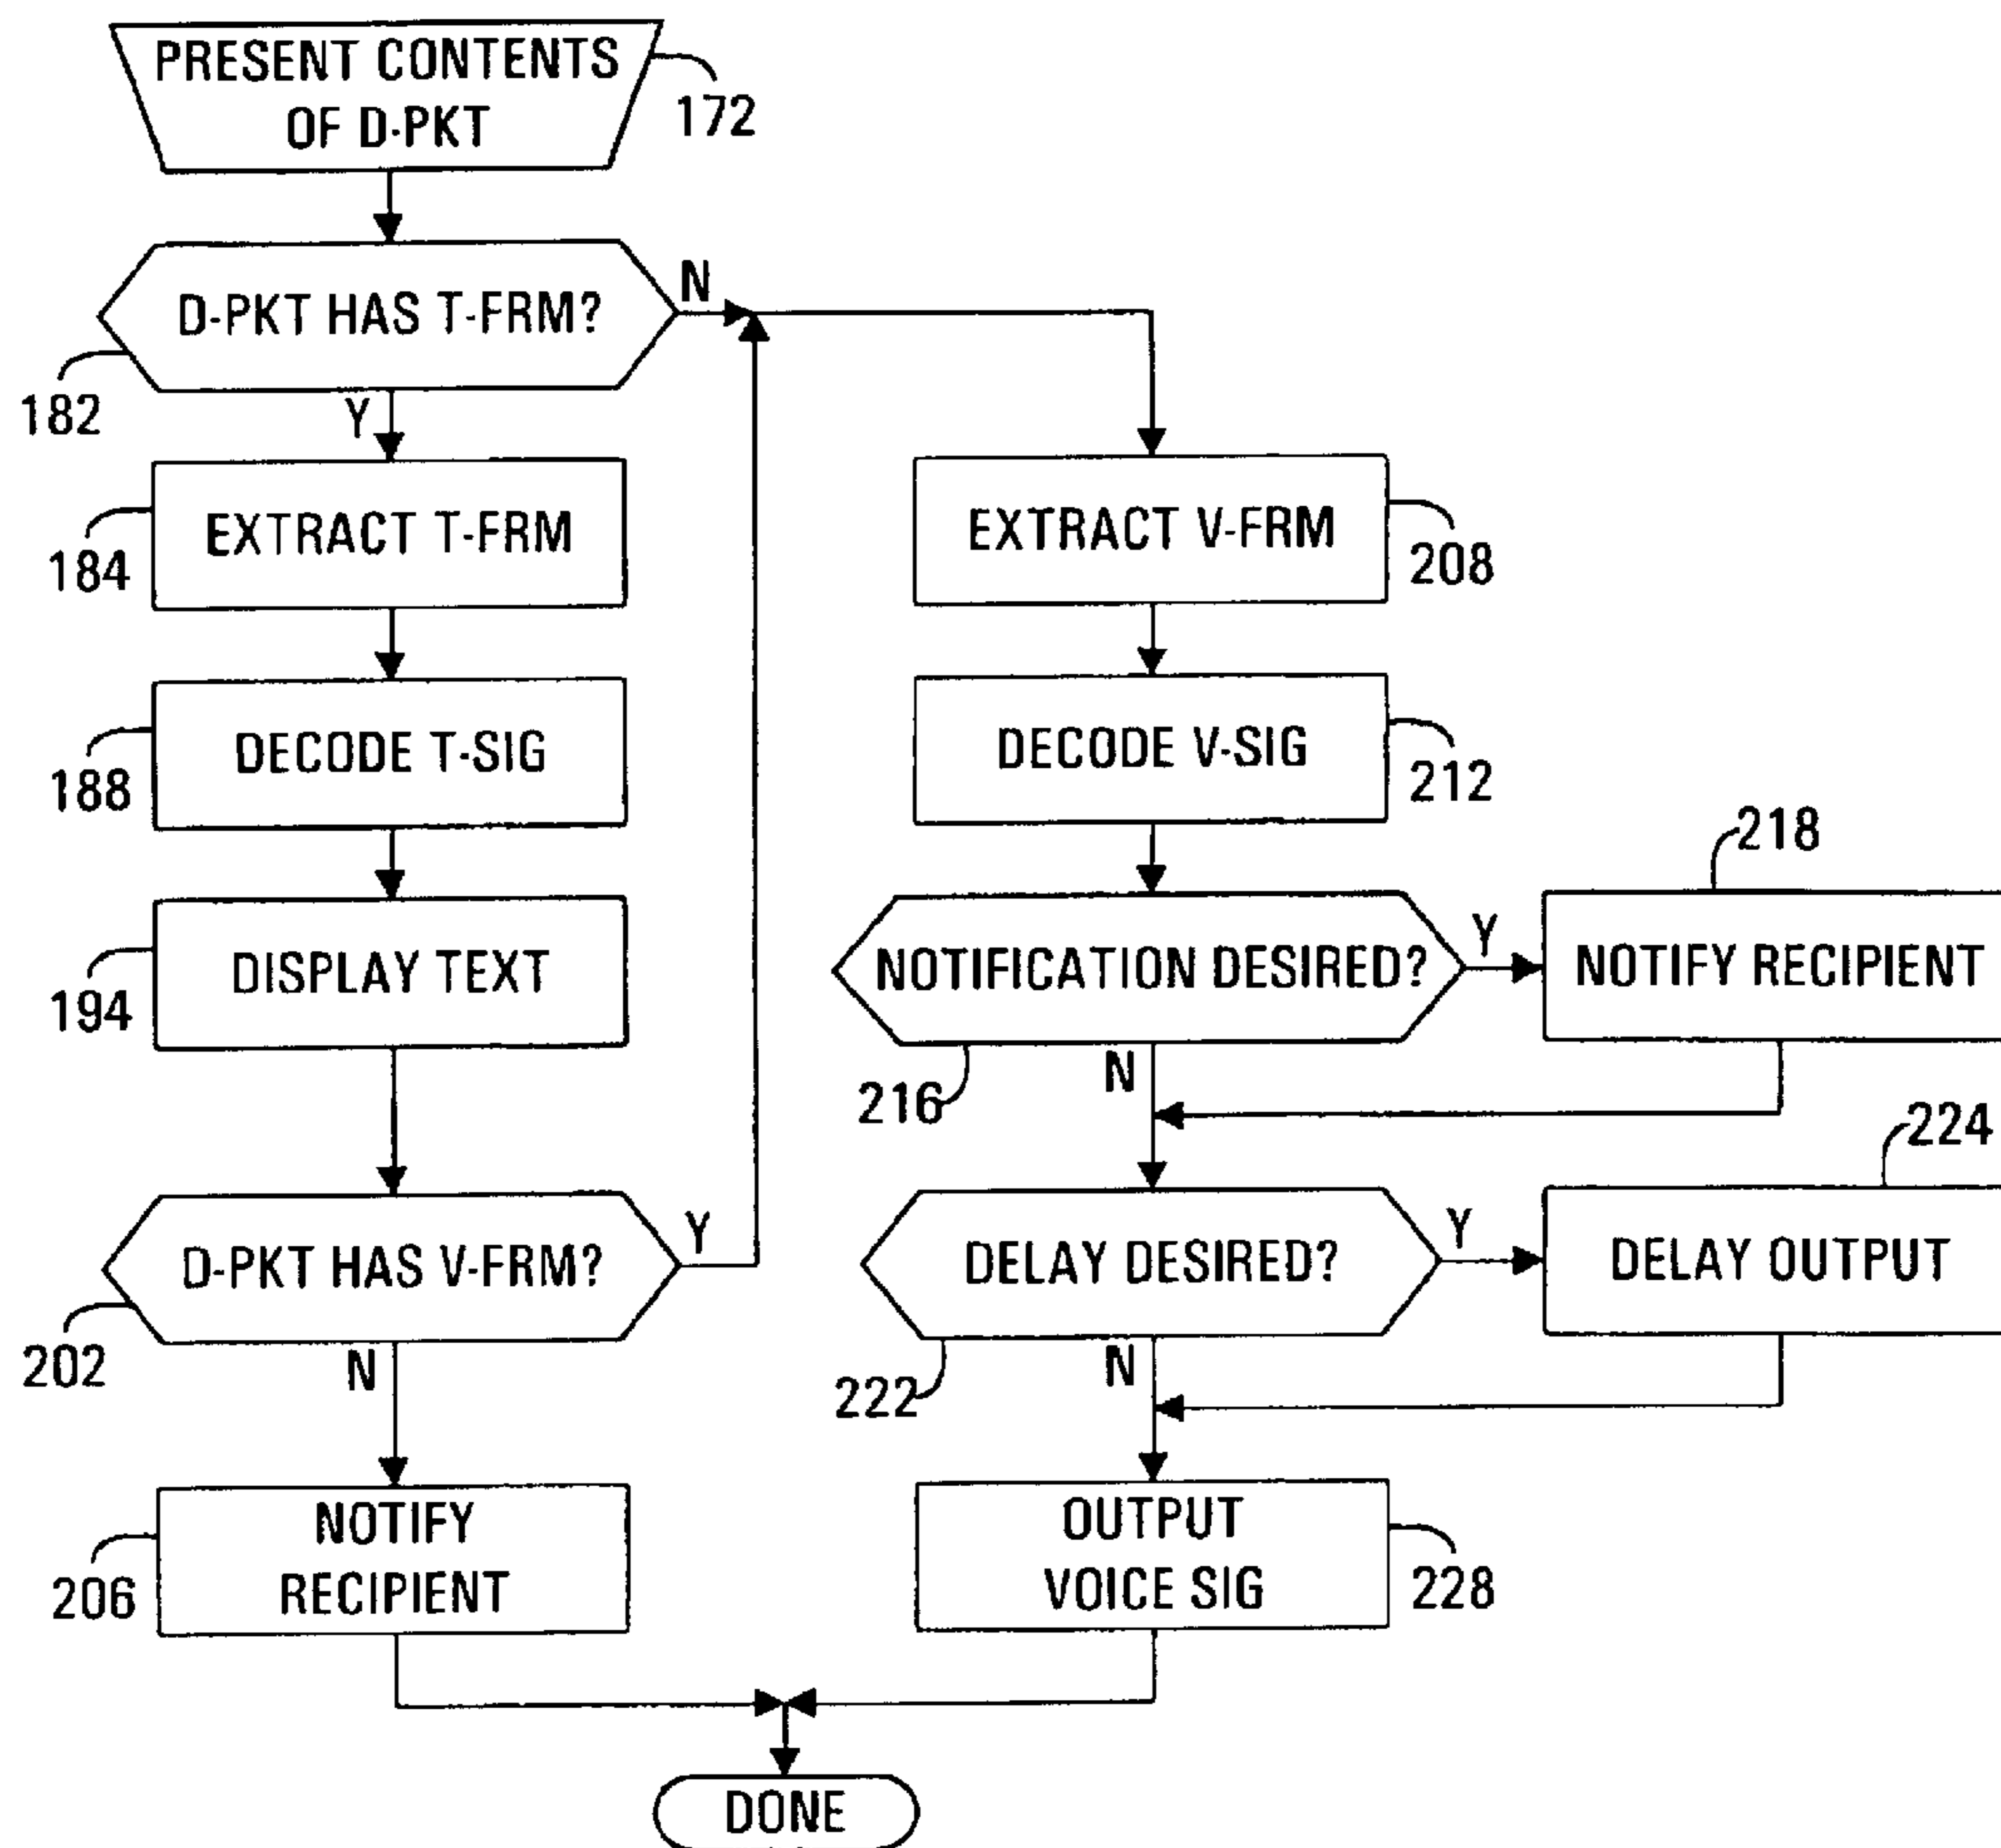 PRESENT CONTENTS
OF D-PKT
172
D-PKT HAS T-FRM?
N
182
Y
EXTRACT T-FRM
184
DECODE T-SIG
188
DISPLAY TEXT
194
D-PKT HAS V-FRM?
Y
202
N
NOTIFY
RECIPIENT
206
EXTRACT V-FRM
208
DECODE V-SIG
212
NOTIFICATION DESIRED?
Y
216
N
NOTIFY RECIPIENT
218
DELAY DESIRED?
Y
222
N
DELAY OUTPUT
224
OUTPUT
VOICE SIG
228
DONE